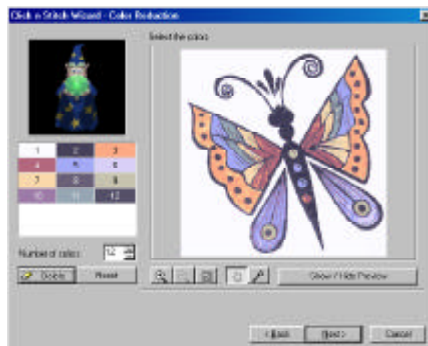 Click n Stitch Wizard - Color Reduction
Select the colors
1 2 3
4 5 6
7 8 9
10 11 12
Number of colors: 12
Delete Reset
Show / Hide Preview
< Back Next > Cancel